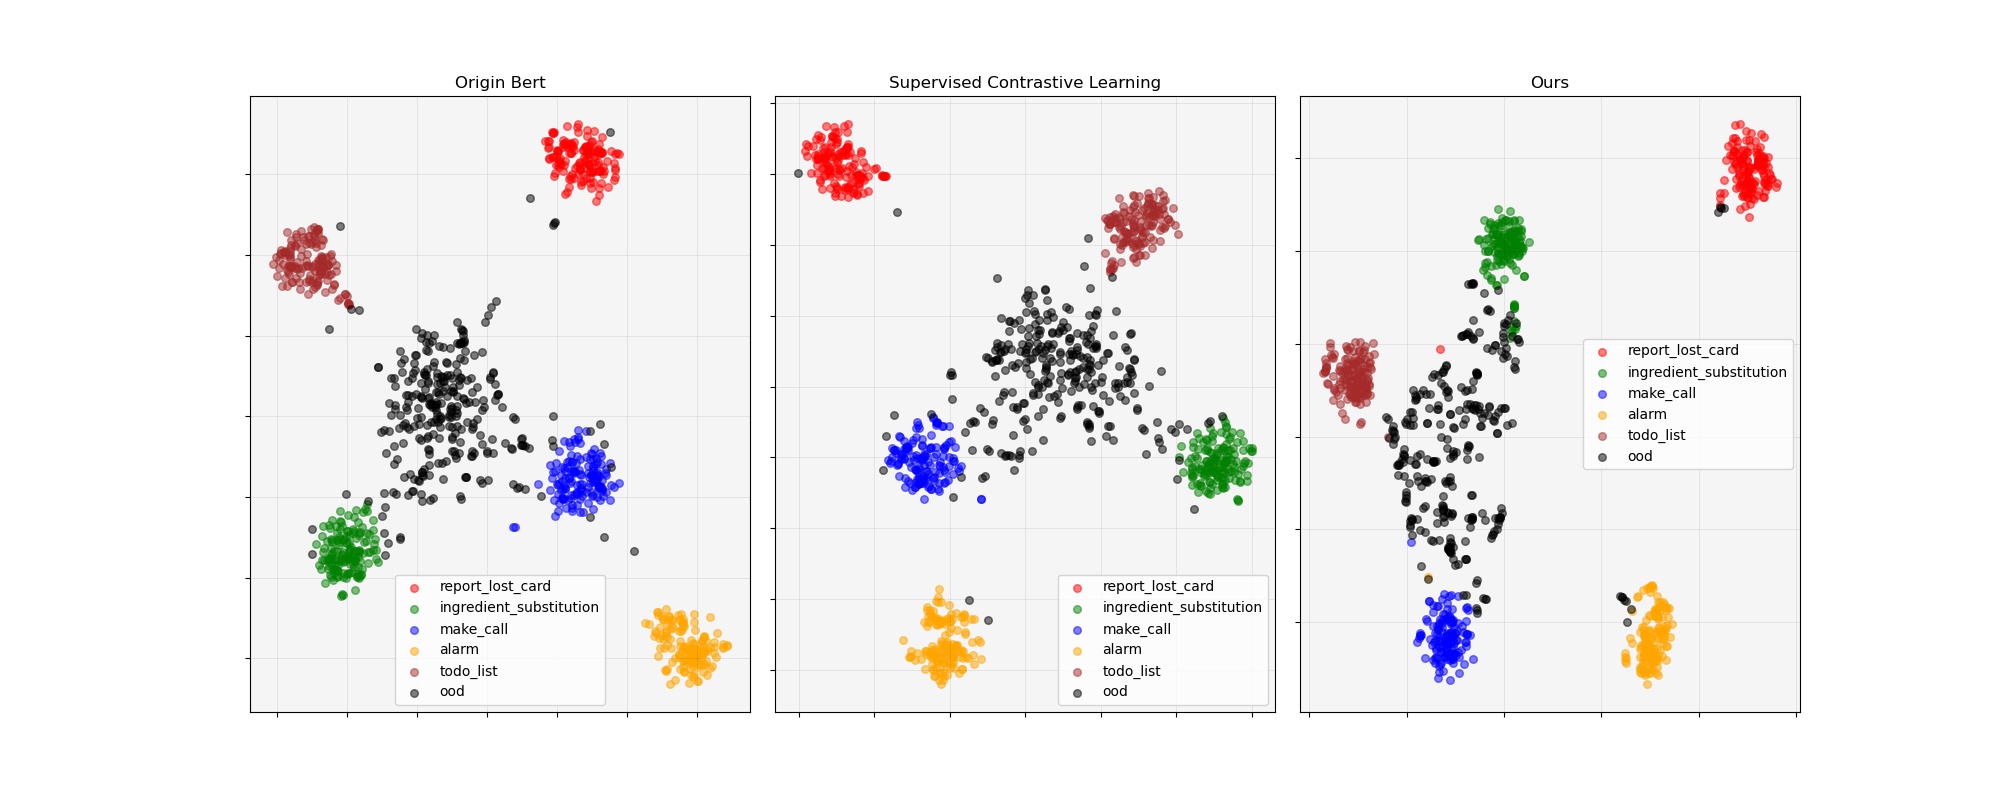 Origin Bert
report_lost_card
ingredient_substitution
make_call
alarm
todo_list
ood
Supervised Contrastive Learning
report_lost_card
ingredient_substitution
make_call
alarm
todo_list
ood
Ours
report_lost_card
ingredient_substitution
make_call
alarm
todo_list
ood